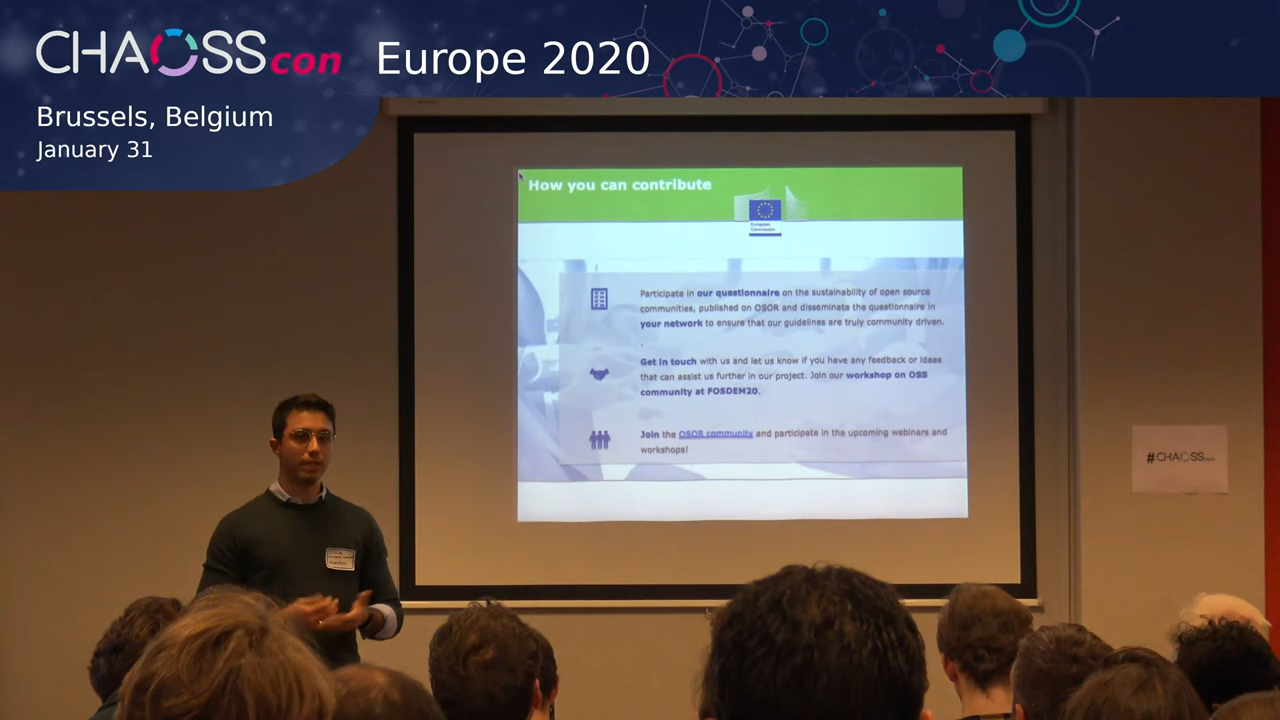 CHAOSScon Europe 2020
Brussels, Belgium
January 31
How you can contribute
European
Commission
Participate in our questionnaire on the sustainability of open source
communities, published on OSOR and disseminate the questionnaire in
your network to ensure that our guidelines are truly community driven.
.
Get in touch with us and let us know if you have any feedback or ideas
that can assist us further in our project. Join our workshop on OSS
community at FOSDEM20.
Join the OSOR community and participate in the upcoming webinars and
workshops!
#CHAOSScon